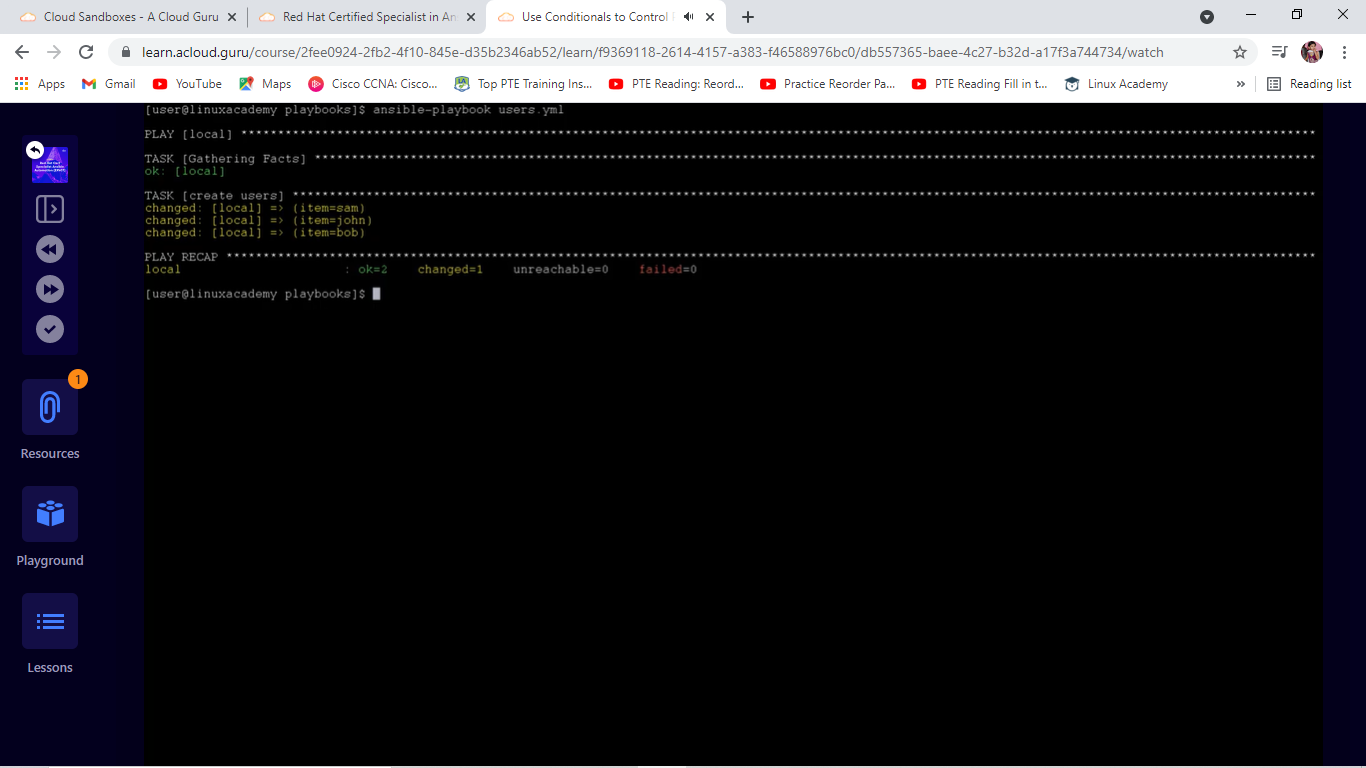 Cloud Sandboxes - A Cloud Guru
Red Hat Certified Specialist in An
Use Conditionals to Control
learn.acloud.guru/course/2fee0924-2fb2-4f10-845e-d35b2346ab52/learn/f9369118-2614-4157-a383-f46588976bc0/db557365-baee-4c27-b32d-a17f3a744734/watch
Apps Gmail YouTube Maps Cisco CCNA: Cisco... Top PTE Training Ins... PTE Reading: Reord... Practice Reorder Pa... PTE Reading Fill in t... Linux Academy » Reading list
[user@linuxacademy playbooks]$ ansible-playbook users.yml
PLAY [local] ****************************************************************************************************************************************************
TASK [Gathering Facts] ******************************************************************************************************************************************
ok: [local]
TASK [create users] *********************************************************************************************************************************************
changed: [local] => (item=sam)
changed: [local] => (item=john)
changed: [local] => (item=bob)
PLAY RECAP ******************************************************************************************************************************************************
local : ok=2 changed=1 unreachable=0 failed=0
[user@linuxacademy playbooks]$
1
Resources
Playground
Lessons